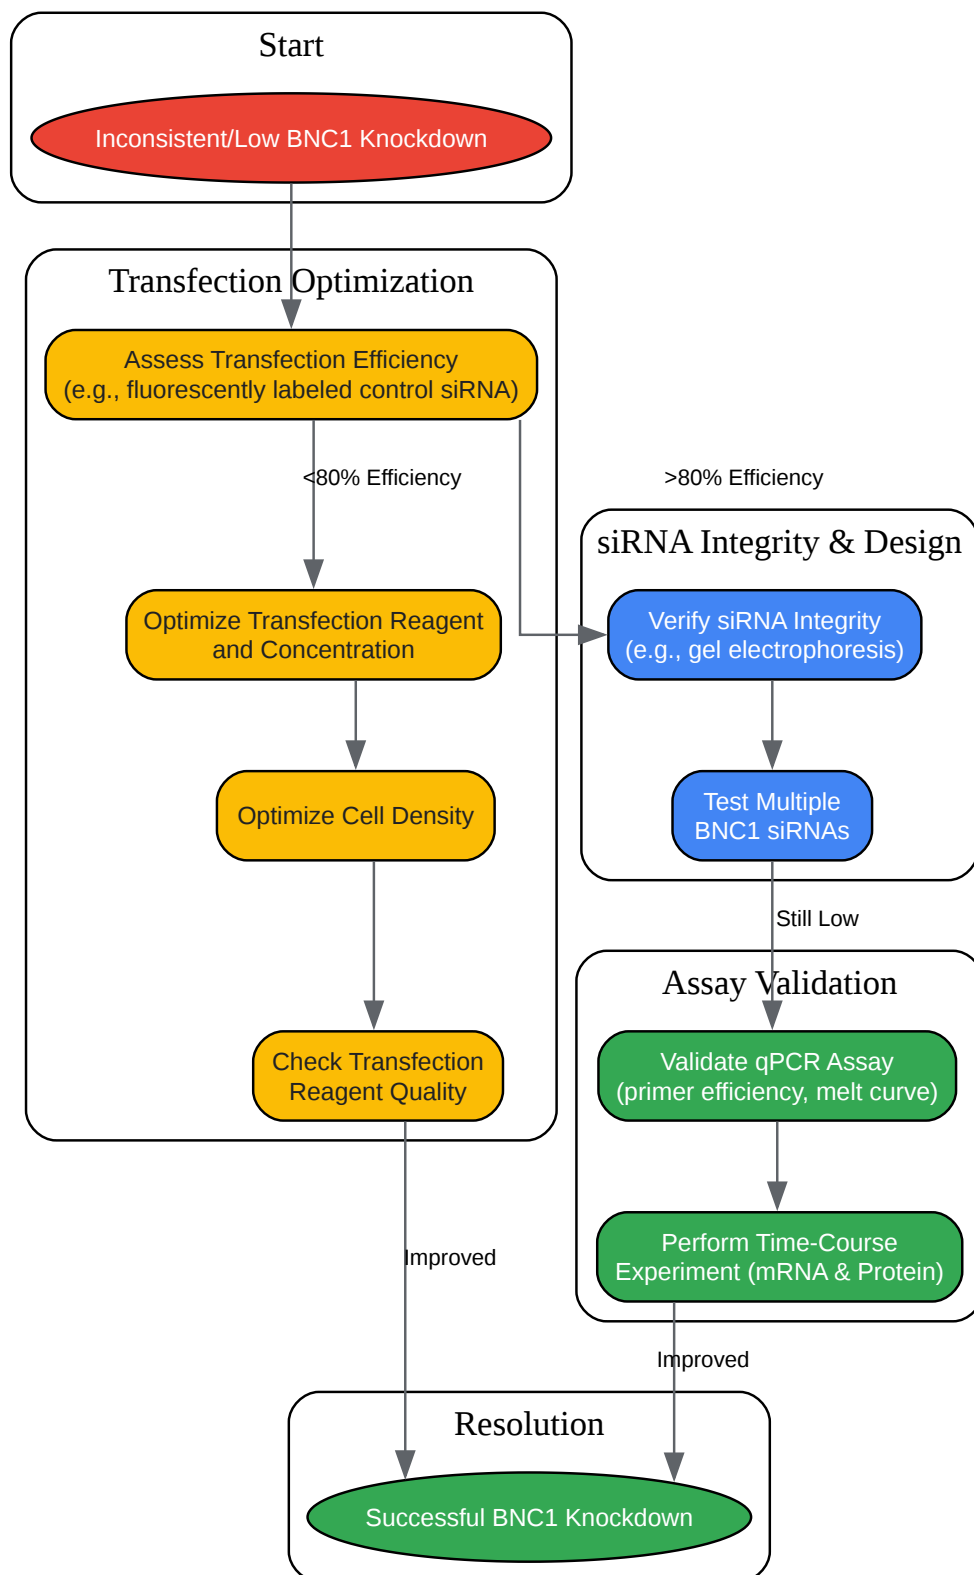 Start
Inconsistent/Low BNC1 Knockdown
Transfection Optimization
Assess Transfection Efficiency
(e.g., fluorescently labeled control siRNA)
<80% Efficiency
>80% Efficiency
siRNA Integrity & Design
Optimize Transfection Reagent
and Concentration
Verify siRNA Integrity
(e.g., gel electrophoresis)
Optimize Cell Density
Test Multiple
BNC1 siRNAs
Still Low
Assay Validation
Check Transfection
Reagent Quality
Validate qPCR Assay
(primer efficiency, melt curve)
Perform Time-Course
Experiment (mRNA & Protein)
Improved
Improved
Resolution
Successful BNC1 Knockdown